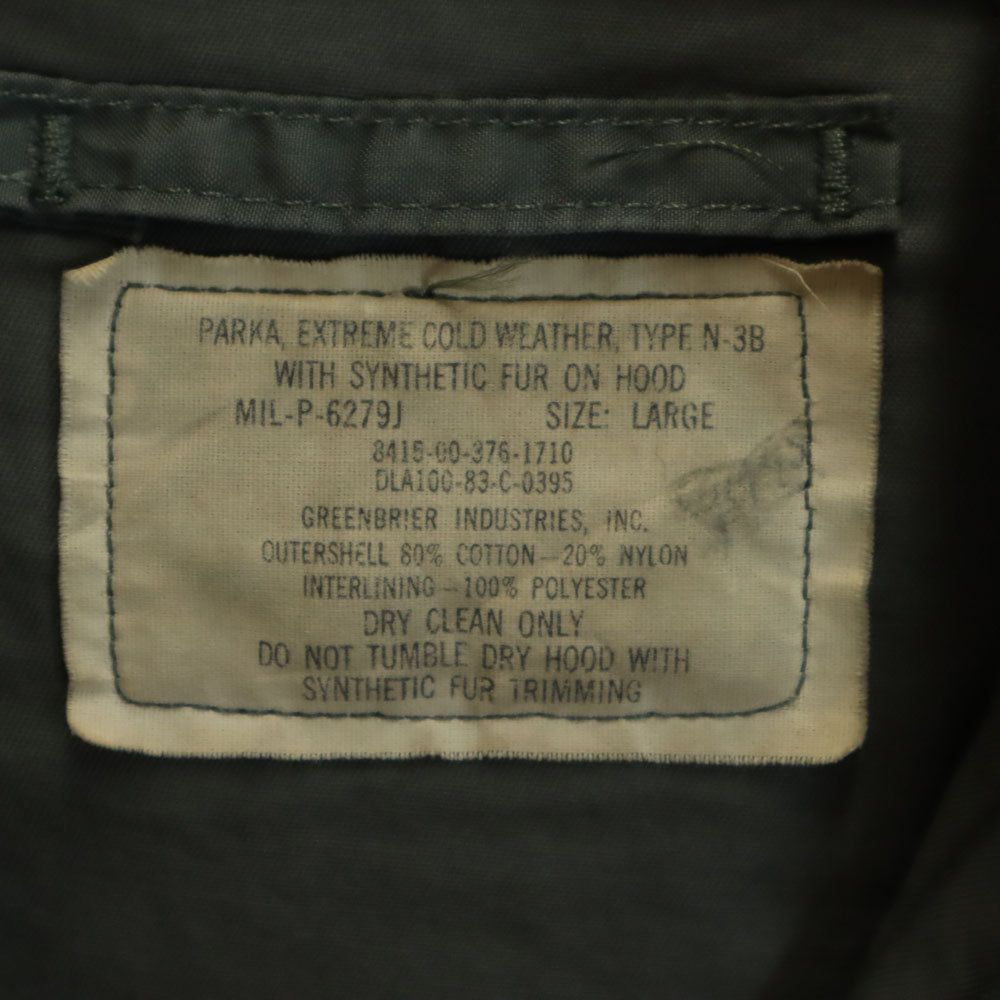 PARKA, EXTREME COLD WEATHER, TYPE N-3B
WITH SYNTHETIC FUR ON HOOD
MIL-P-6279J SIZE: LARGE
8415-00-376-1710
DLA100-83-C-0395
GREENBRIER INDUSTRIES, INC.
OUTERSHELL 80% COTTON-20% NYLON
INTERLINING-100% POLYESTER
DRY CLEAN ONLY
DO NOT TUMBLE DRY HOOD WITH
SYNTHETIC FUR TRIMMING